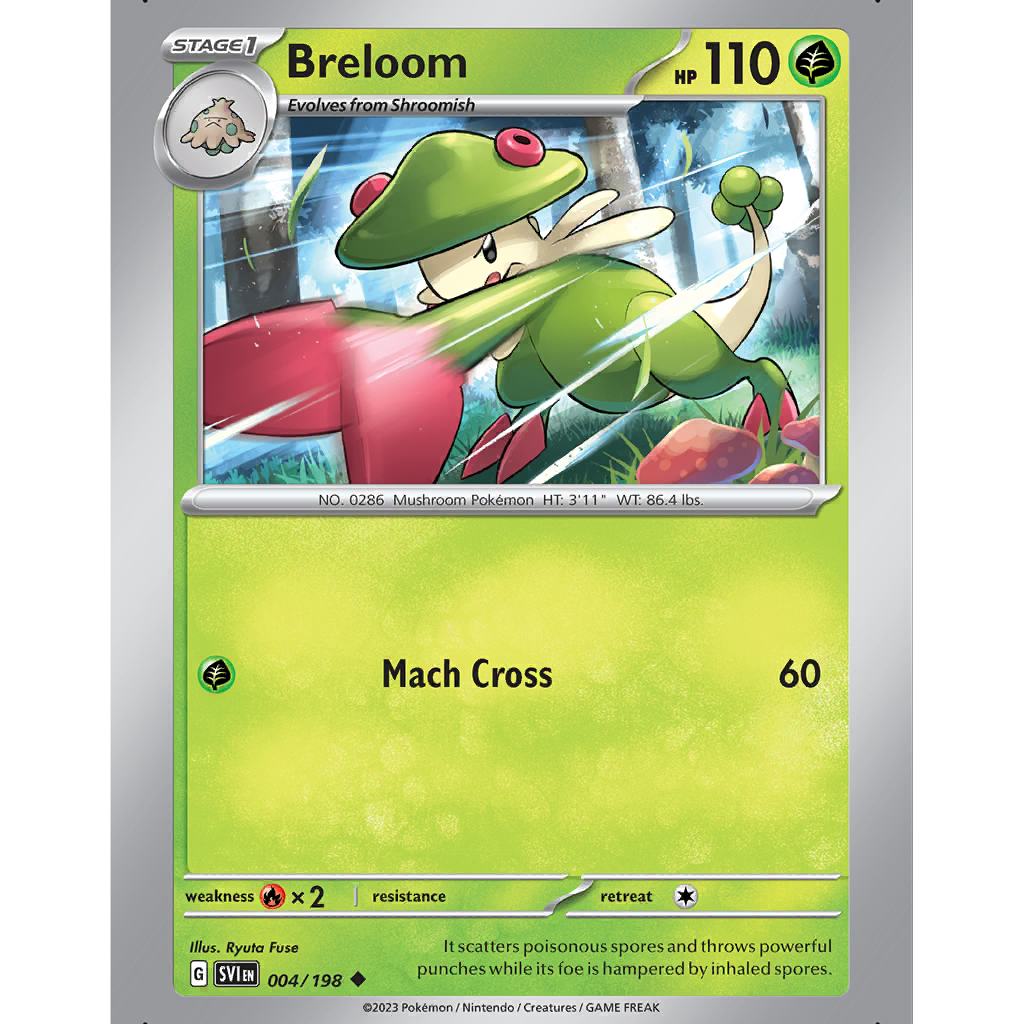 STAGE1
Breloom
HP 110
Evolves from Shroomish
NO. 0286 Mushroom Pokémon HT: 3'11" WT: 86.4 lbs.
Mach Cross 60
weakness ×2 resistance retreat
Illus. Ryuta Fuse
G SVI EN 004/198
It scatters poisonous spores and throws powerful
punches while its foe is hampered by inhaled spores.
©2023 Pokémon / Nintendo / Creatures / GAME FREAK